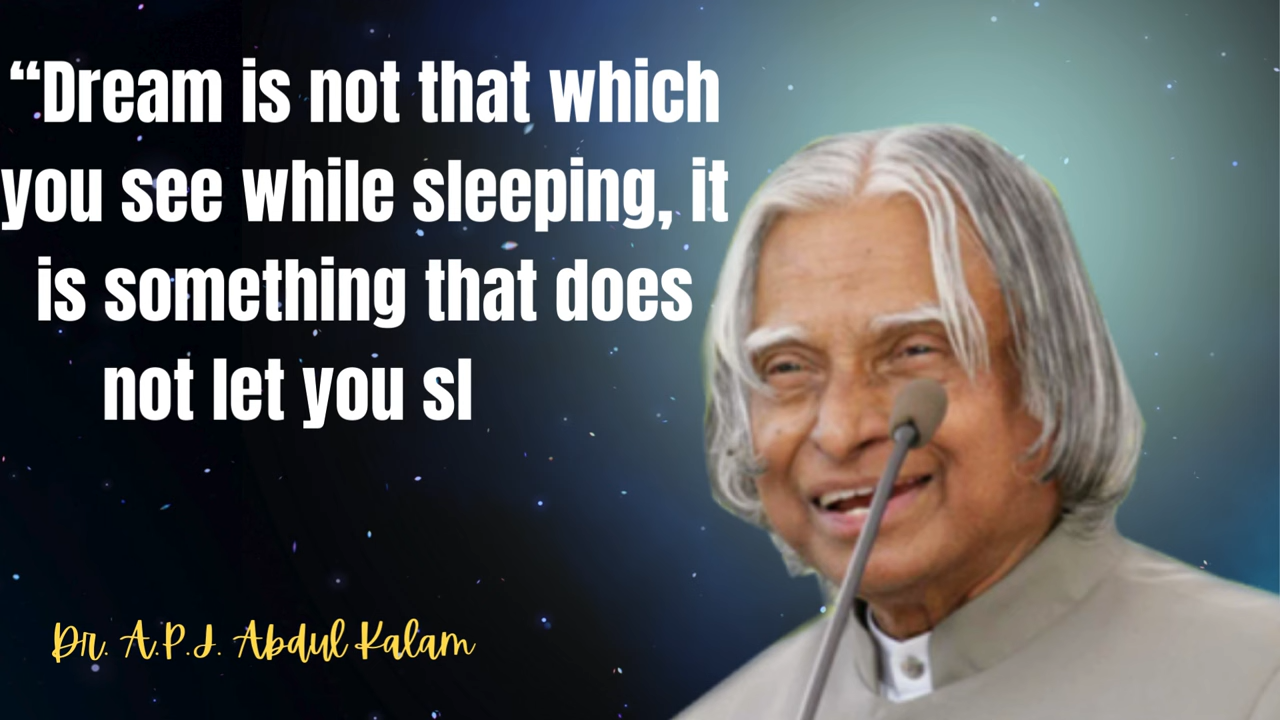 “Dream is not that which
you see while sleeping, it
is something that does
not let you sl
Dr. A.P.J. Abdul Kalam